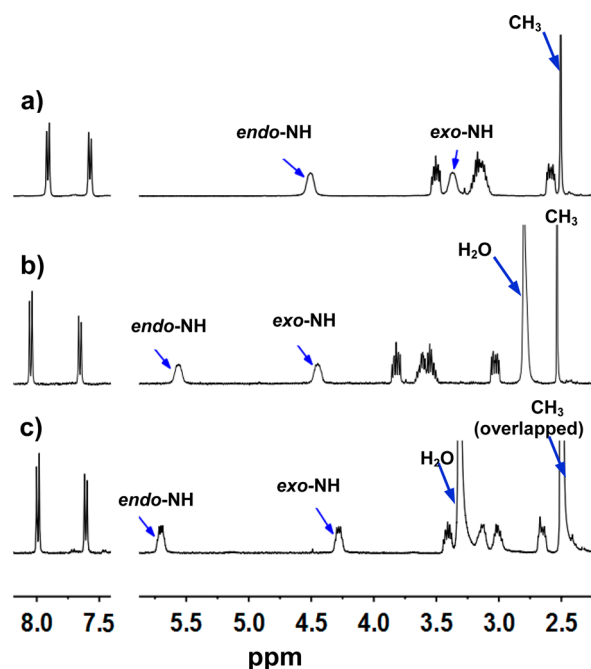 CH₃
a)
endo-NH
exo-NH
CH₃
b)
H₂O
endo-NH
exo-NH
CH₃
(overlapped)
c)
H₂O
endo-NH
exo-NH
8.0 7.5 5.5 5.0 4.5 4.0 3.5 3.0 2.5
ppm